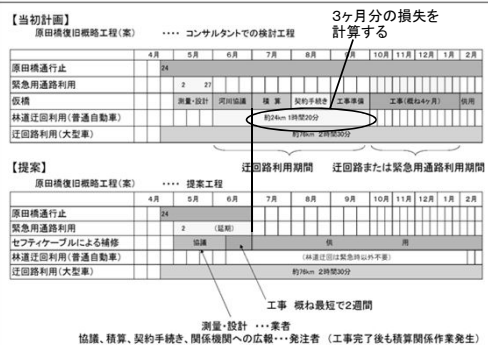 3ヶ月分の損失を
計算する
【当初計画】
原田橋復旧概略工程(案) ・・・・ コンサルタントでの検討工程
4月 5月 6月 7月 8月 9月 10月 11月 12月 1月 2月
原田橋通行止 24
緊急用通路利用 2 27
仮橋 測量・設計 河川協議 積 算 契約手続き 工事準備 工事(概ね4ヶ月) 供用
林道迂回利用(普通自動車) 約24km 1時間20分
迂回路利用(大型車) 約76km 2時間30分
迂回路利用期間 迂回路または緊急用通路利用期間
【提案】
原田橋復旧概略工程(案) ・・・・ 提案工程
4月 5月 6月 7月 8月 9月 10月 11月 12月 1月 2月
原田橋通行止 24
緊急用通路利用 2 (延期)
セフティケーブルによる補修 協議 供 用
林道迂回利用(普通自動車) (林道迂回は緊急時以外不要)
迂回路利用(大型車) 約76km 2時間30分
工事 概ね最短で2週間
測量・設計 ・・・業者
協議、積算、契約手続き、関係機関への広報・・・発注者 (工事完了後も積算関係作業発生)